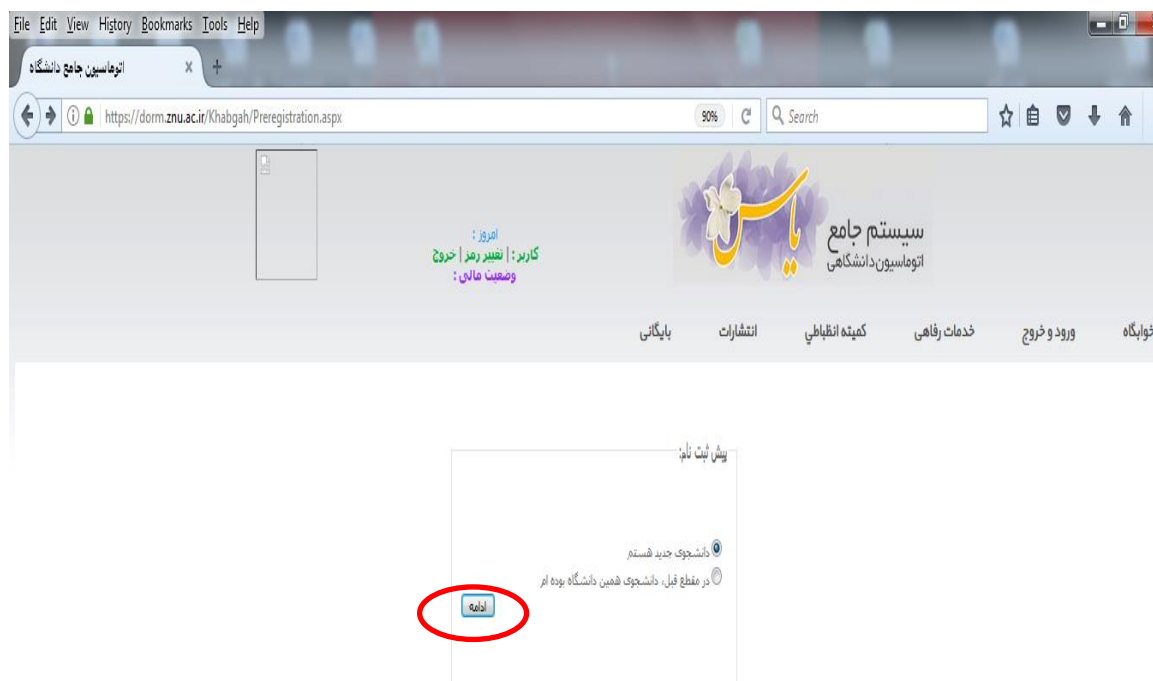 File Edit View History Bookmarks Tools Help
اتوماسیون جامع دانشگاه
https://dorm.znu.ac.ir/Khabgah/Preregistration.aspx
90%
Search
یاس
سیستم جامع
اتوماسیون دانشگاهی
امروز :
کاربر : | تغییر رمز | خروج
وضعیت مالی :
خوابگاه ورود و خروج خدمات رفاهی کمیته انظباطي انتشارات بایگانی
پیش ثبت نام:
دانشجوی جدید هستم
در مقطع قبل، دانشجوی همین دانشگاه بوده ام
ادامه